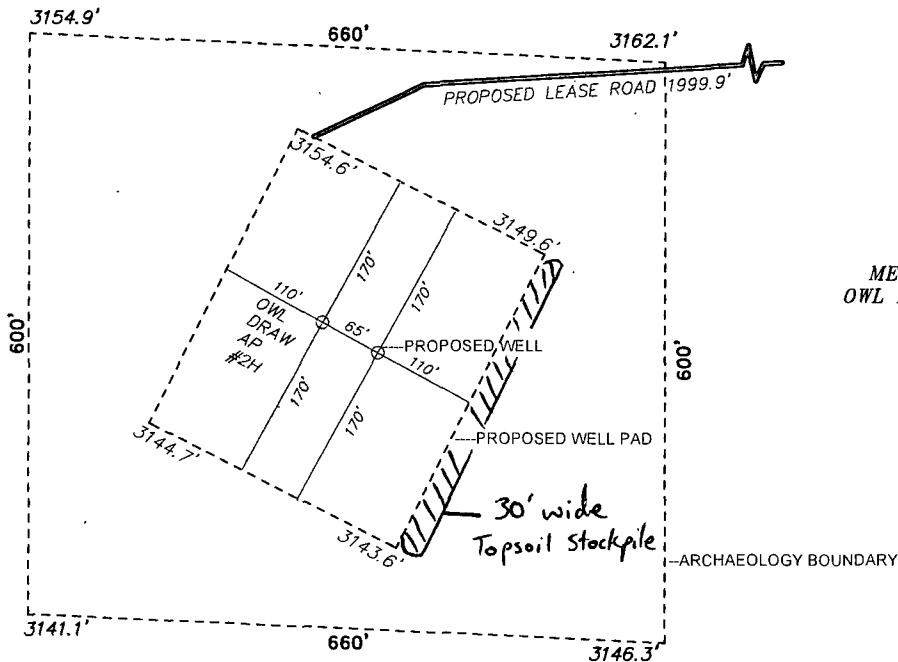 3154.9'
660'
3162.1'
PROPOSED LEASE ROAD 1999.9'
3154.6'
3149.6'
170'
170'
110'
OWL
DRAW
AP
#2H
65'
PROPOSED WELL
110'
ME
OWL
600'
600'
170'
170'
PROPOSED WELL PAD
3144.7'
3143.6'
30' wide
Topsoil Stockpile
ARCHAEOLOGY BOUNDARY
3141.1'
660'
3146.3'